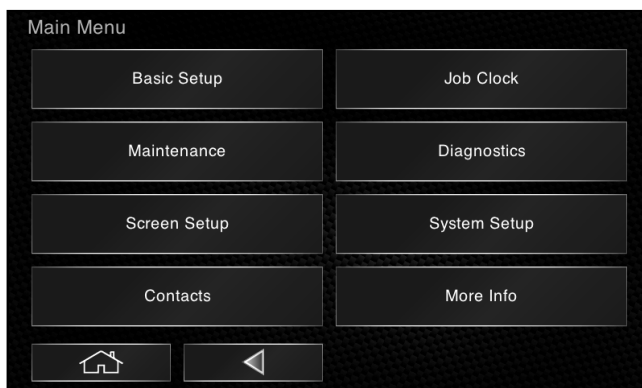 Main Menu
Basic Setup
Job Clock
Maintenance
Diagnostics
Screen Setup
System Setup
Contacts
More Info